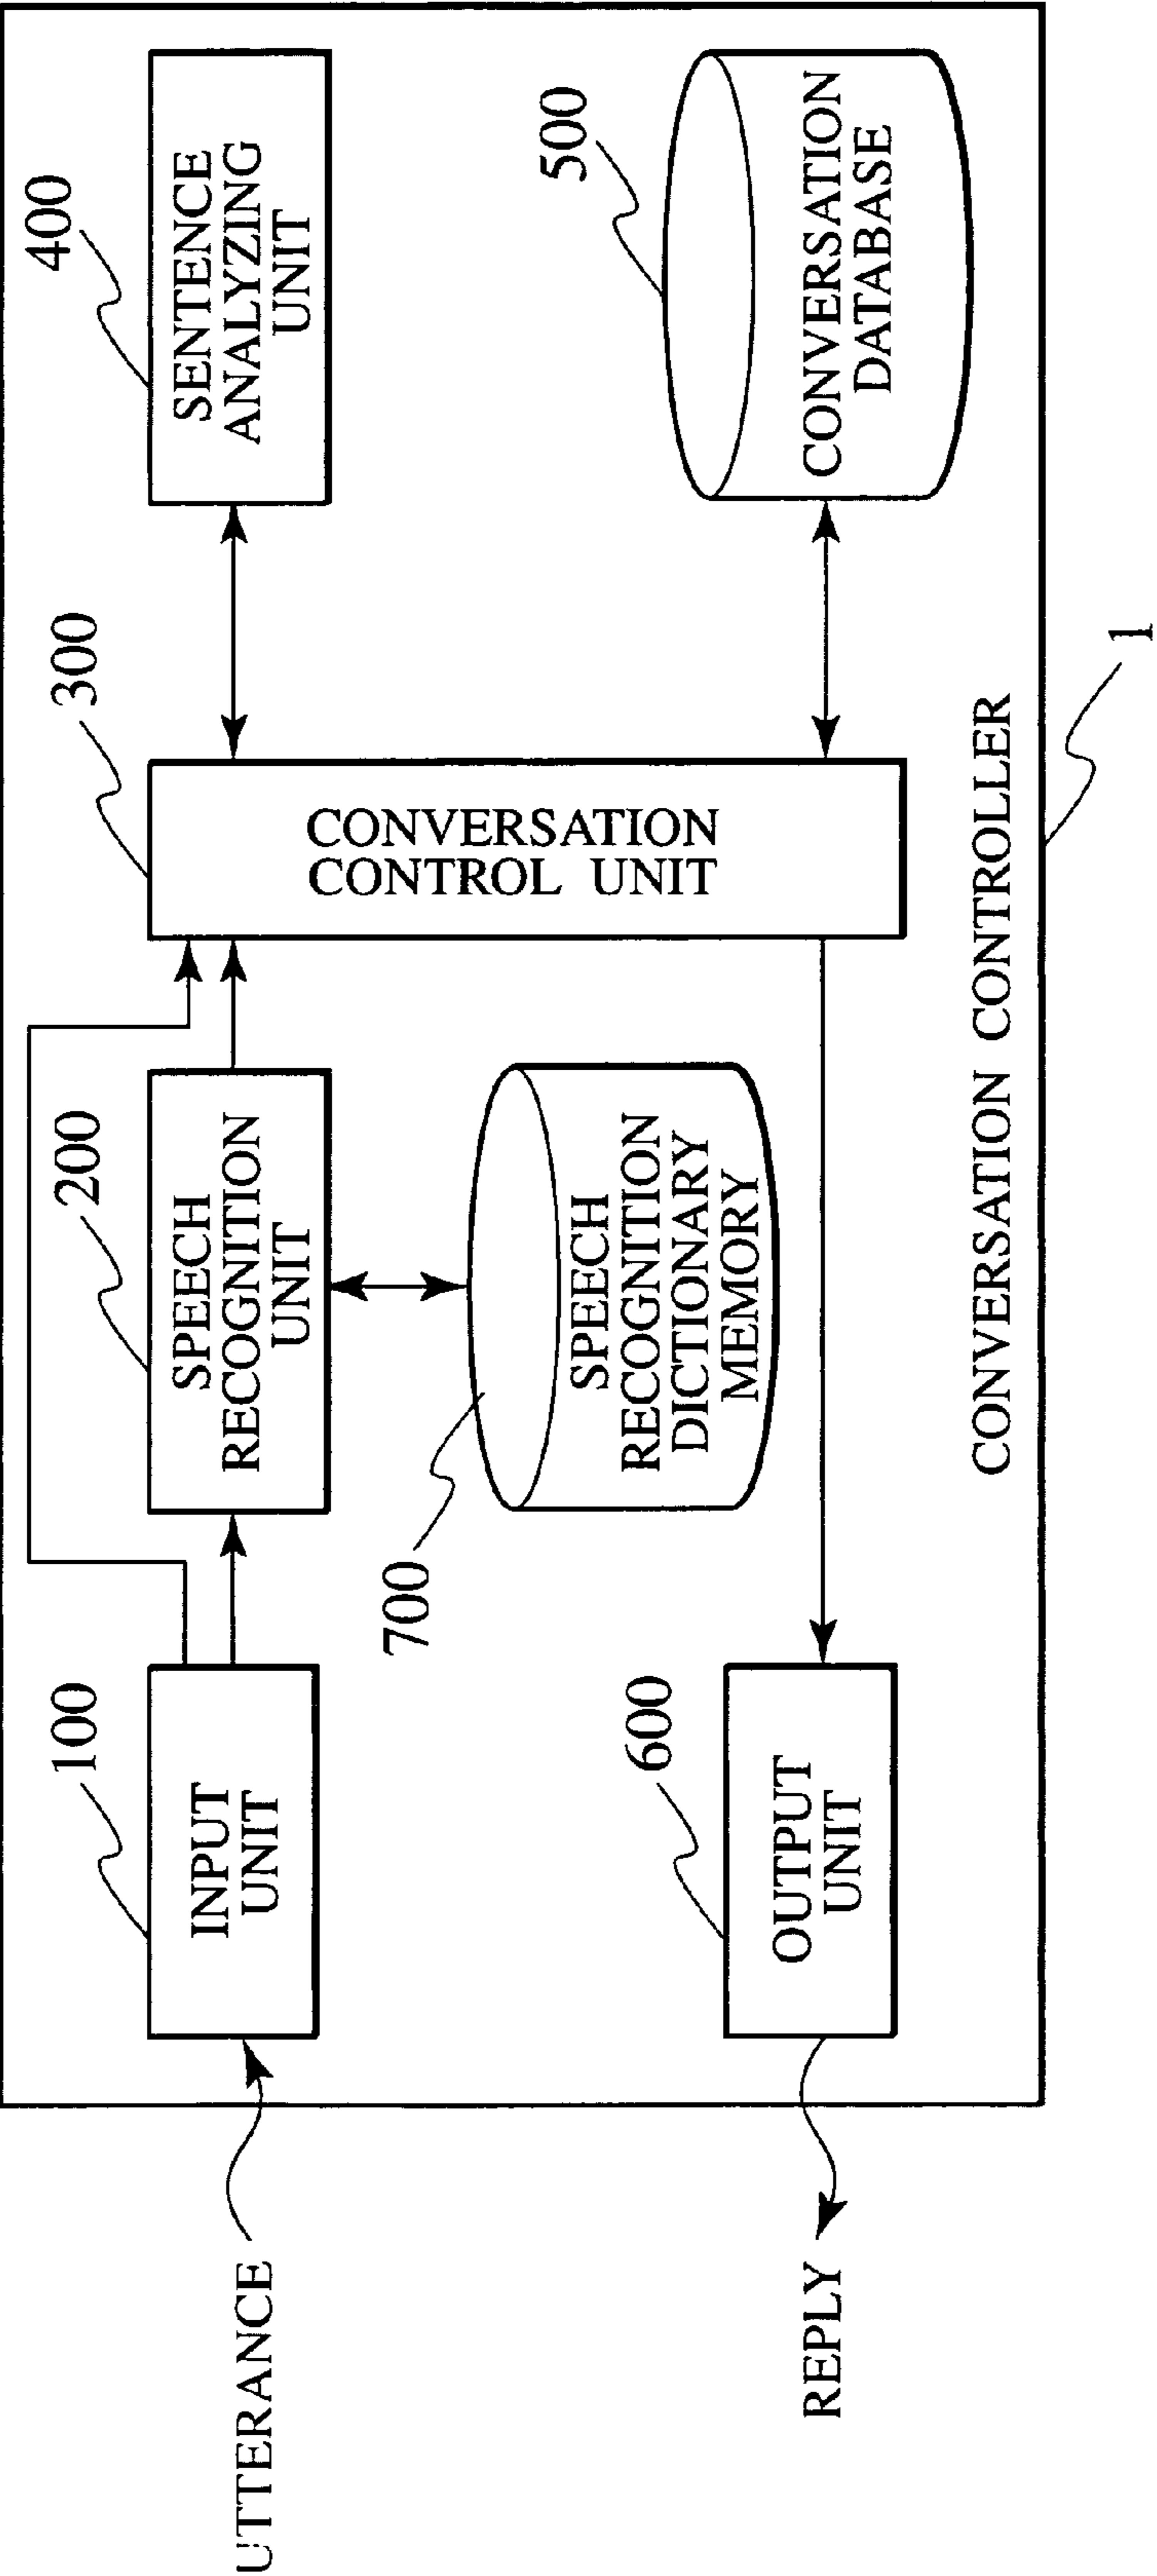 UTTERANCE
REPLY
100
INPUT
UNIT
200
SPEECH
RECOGNITION
UNIT
300
CONVERSATION
CONTROL UNIT
400
SENTENCE
ANALYZING
UNIT
700
SPEECH
RECOGNITION
DICTIONARY
MEMORY
500
CONVERSATION
DATABASE
600
OUTPUT
UNIT
CONVERSATION CONTROLLER
1